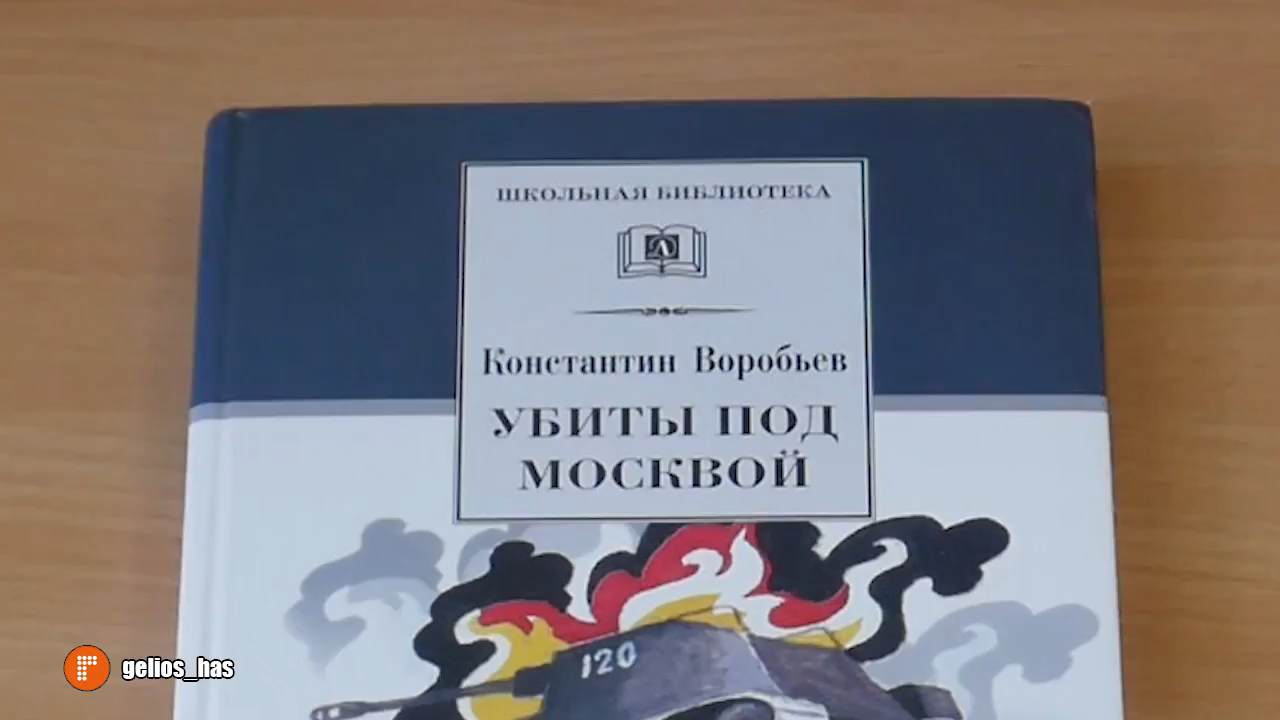 ШКОЛЬНАЯ БИБЛИОТЕКА
Константин Воробьев
УБИТЫ ПОД
МОСКВОЙ
120
gelios_has